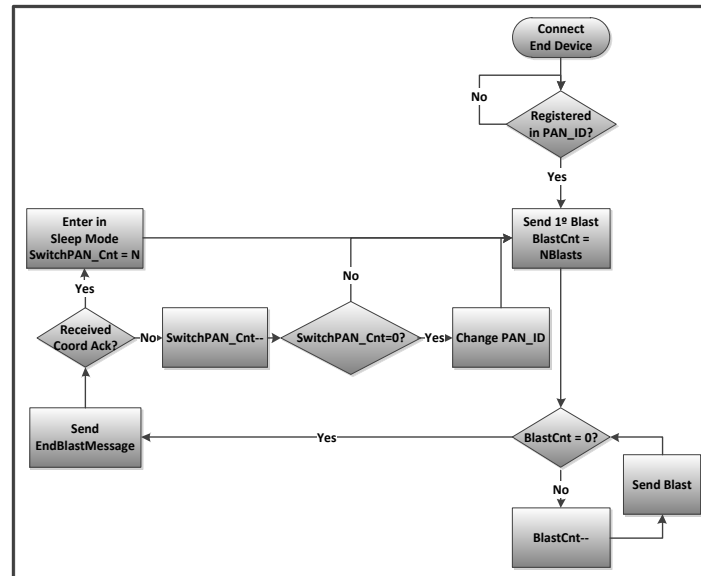 Connect
End Device
No
Registered
in PAN_ID?
Yes
Enter in
Sleep Mode
SwitchPAN_Cnt = N
Send 1º Blast
BlastCnt =
NBlasts
No
Yes
Received
Coord Ack?
No
SwitchPAN_Cnt--
SwitchPAN_Cnt=0?
Yes
Change PAN_ID
Send
EndBlastMessage
Yes
BlastCnt = 0?
Send Blast
No
BlastCnt--